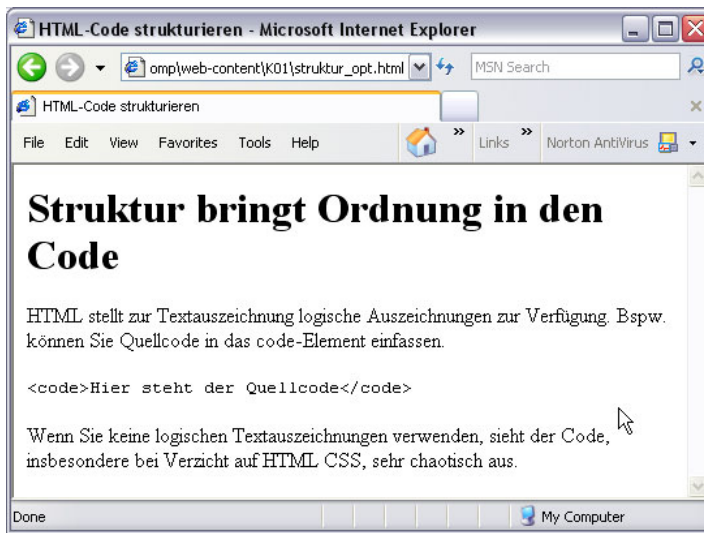 HTML-Code strukturieren - Microsoft Internet Explorer
omp\web-content\K01\struktur_opt.html
MSN Search
HTML-Code strukturieren
File Edit View Favorites Tools Help » Links » Norton AntiVirus
Struktur bringt Ordnung in den
Code
HTML stellt zur Textauszeichnung logische Auszeichnungen zur Verfügung. Bspw.
können Sie Quellcode in das code-Element einfassen.
<code>Hier steht der Quellcode</code>
Wenn Sie keine logischen Textauszeichnungen verwenden, sieht der Code,
insbesondere bei Verzicht auf HTML CSS, sehr chaotisch aus.
Done My Computer